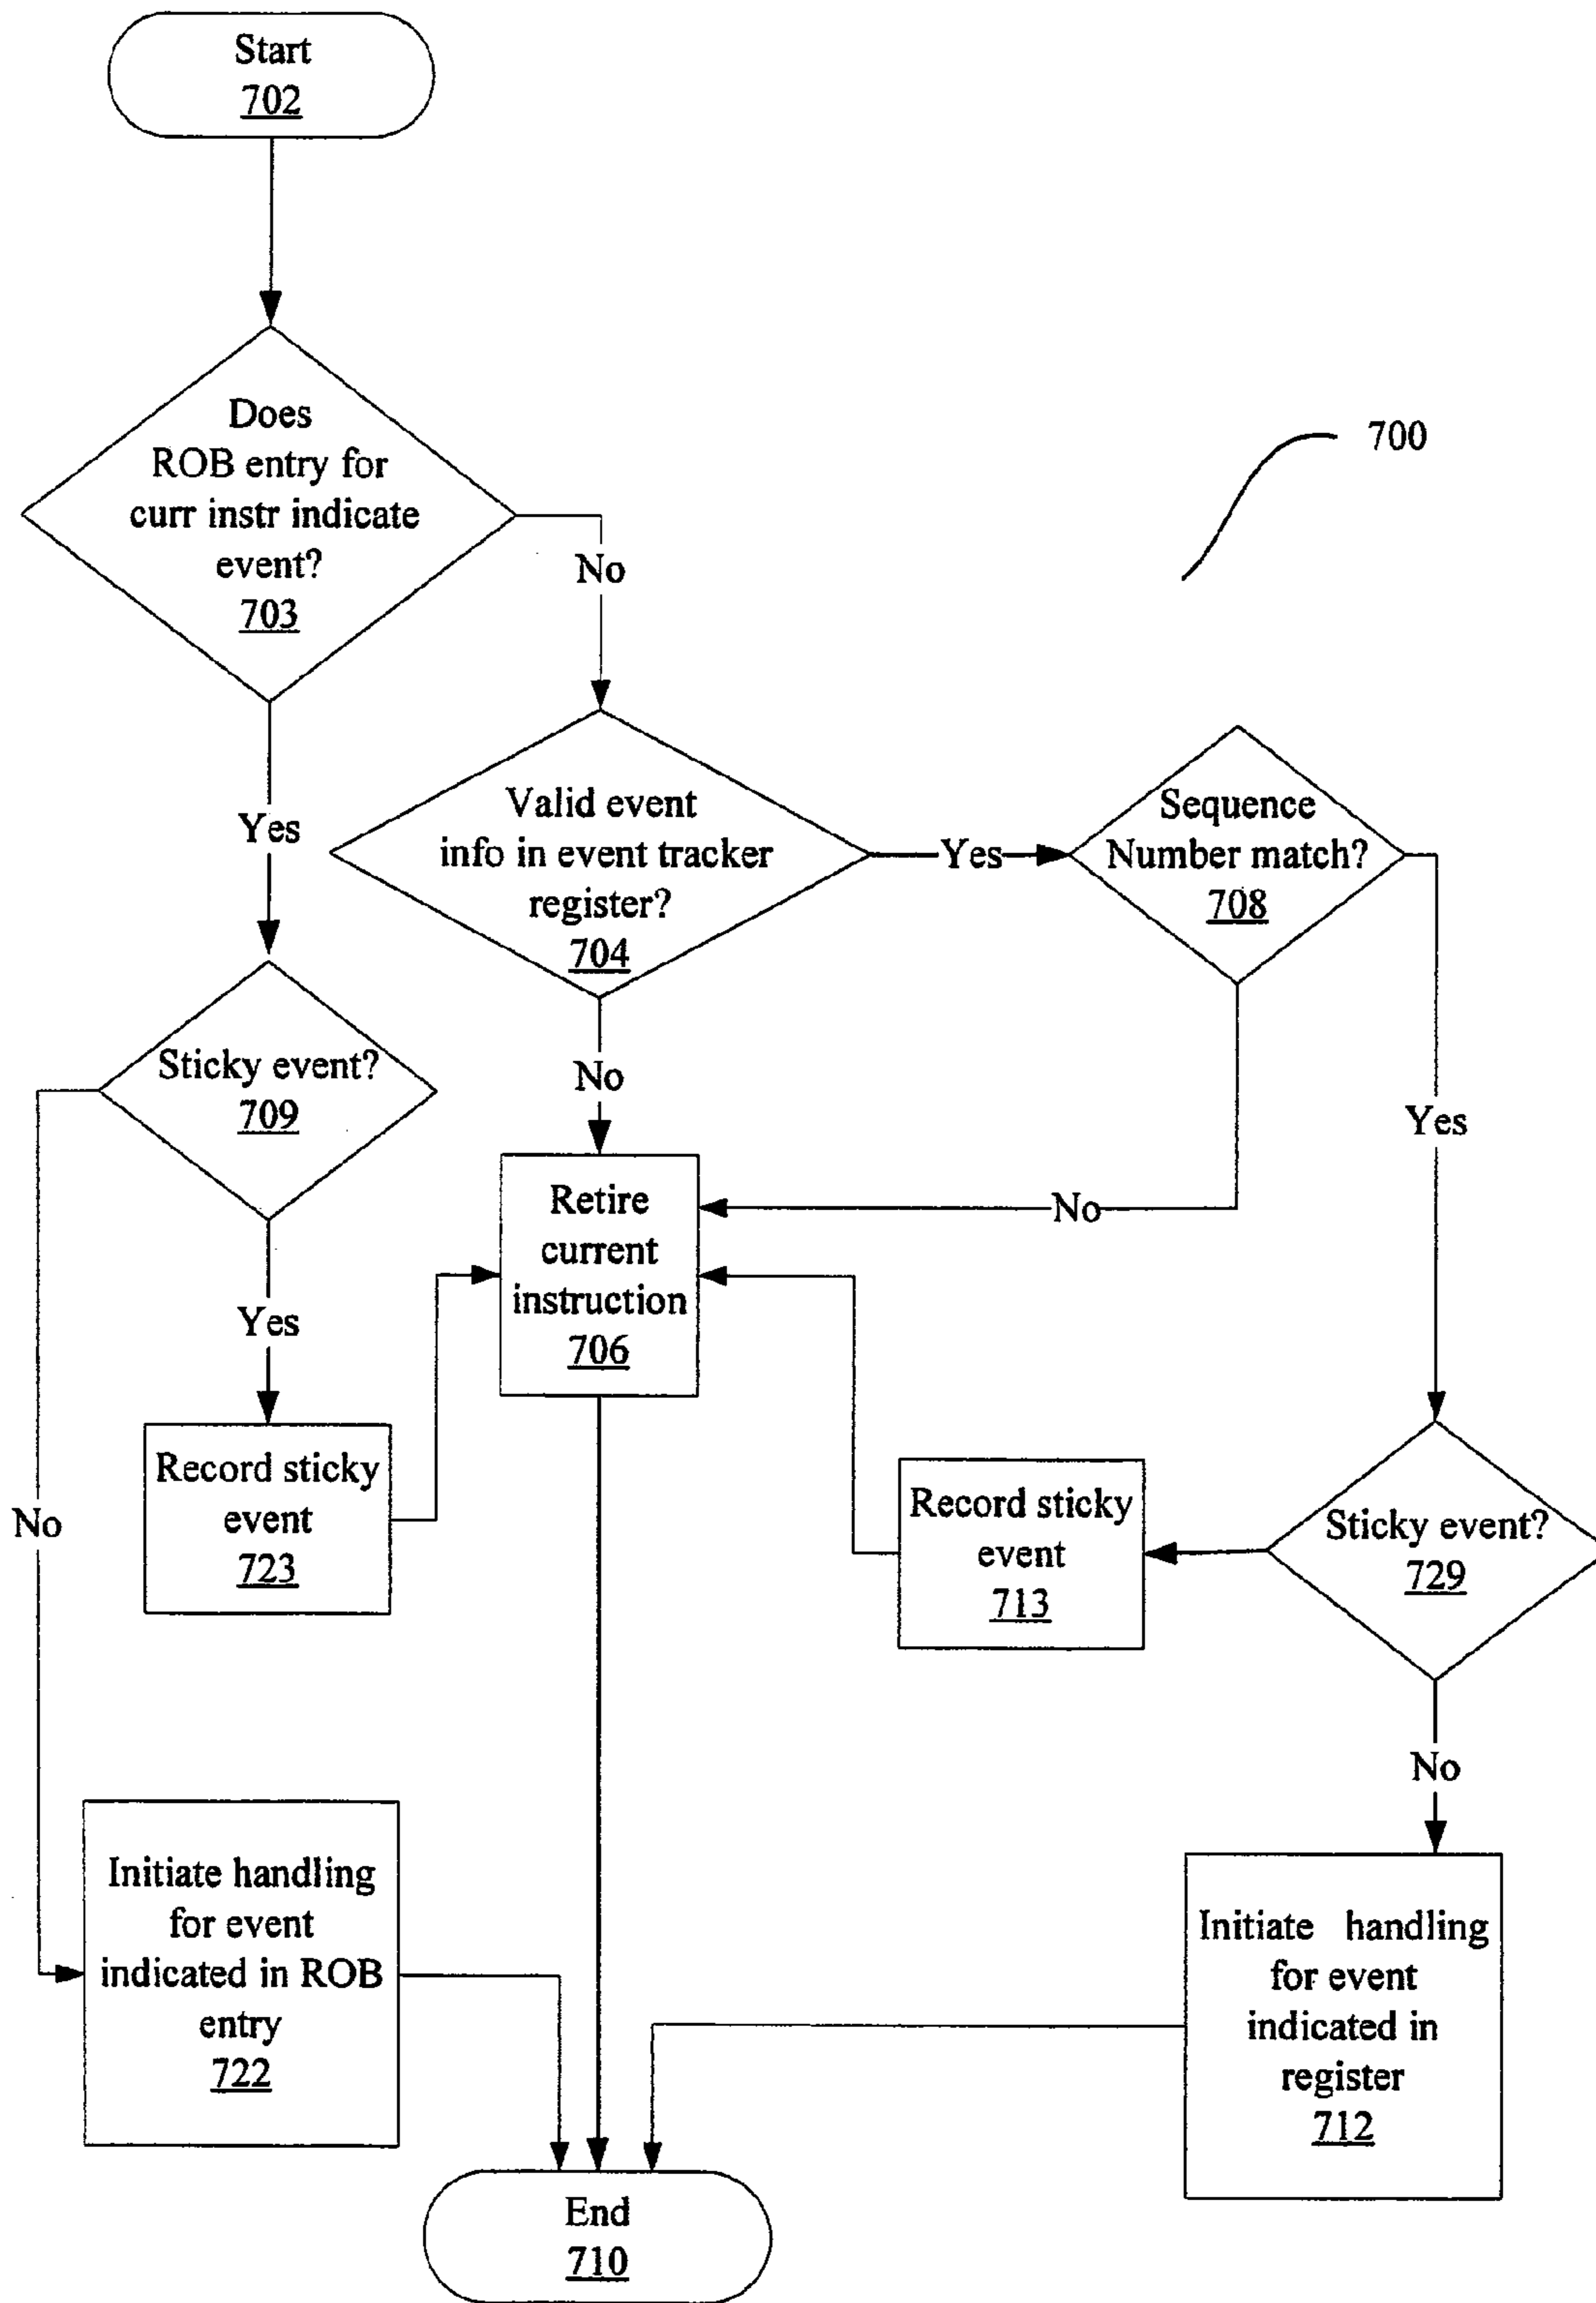 Start
702
Does
ROB entry for
curr instr indicate
event?
703
700
No
Yes
Valid event
info in event tracker
register?
704
Yes
Sequence
Number match?
708
Sticky event?
709
No
Yes
Retire
current
instruction
706
No
Yes
Record sticky
event
723
No
Record sticky
event
713
Sticky event?
729
No
Initiate handling
for event
indicated in ROB
entry
722
Initiate handling
for event
indicated in
register
712
End
710